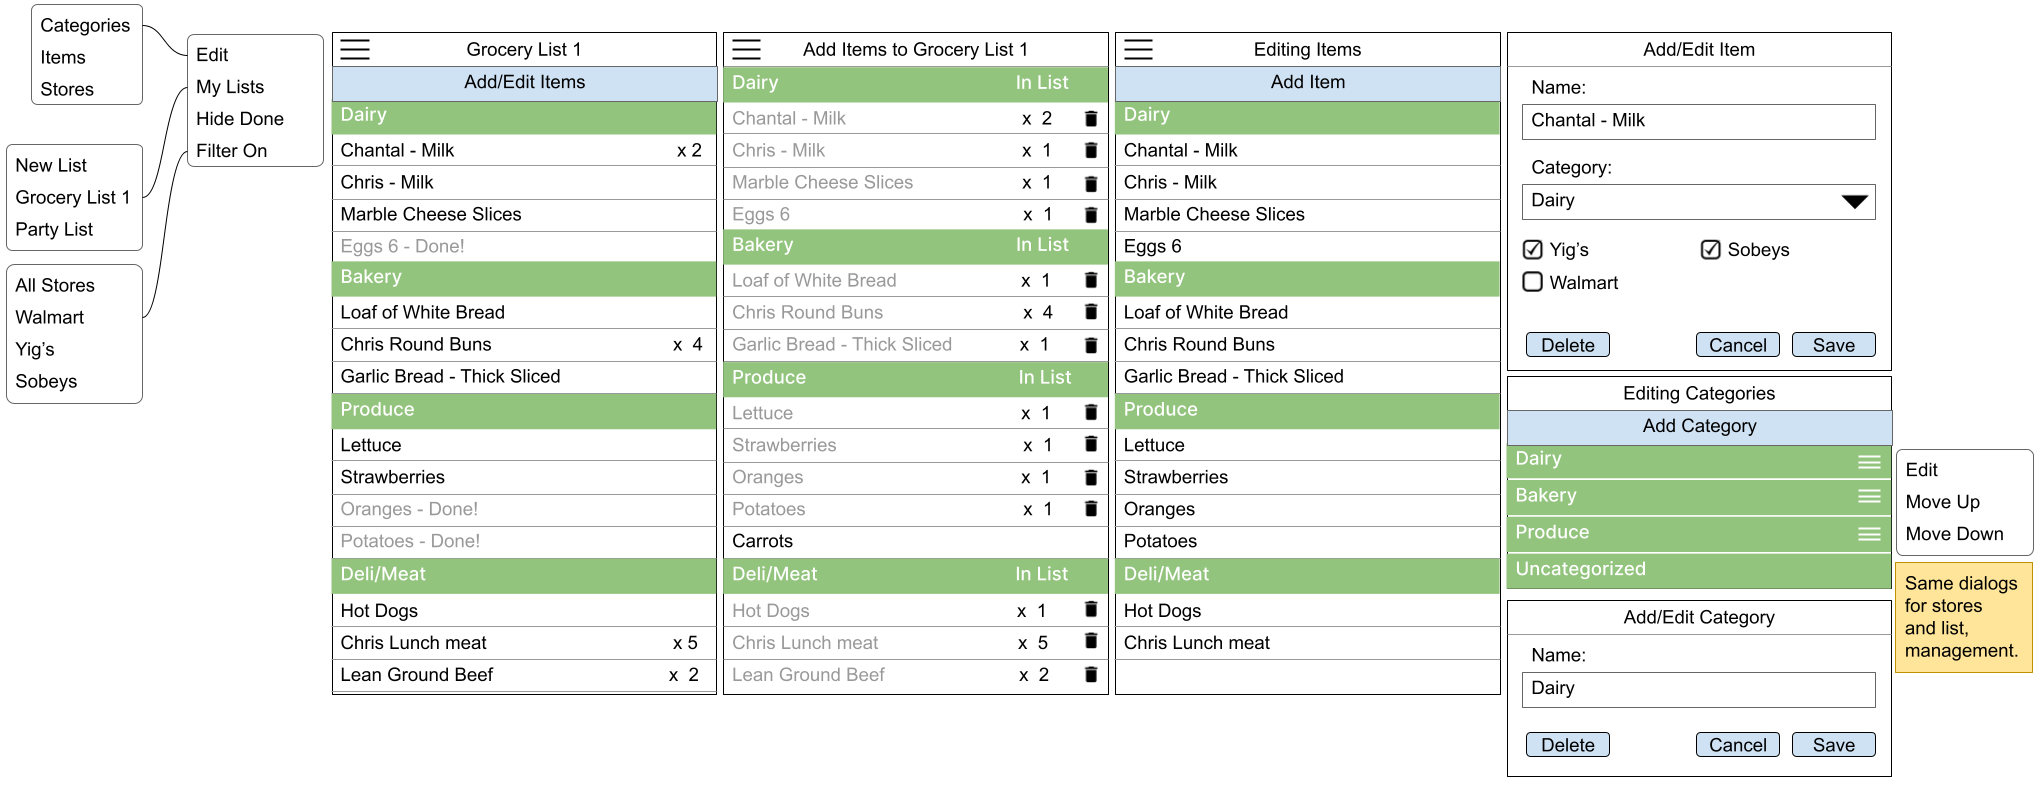 Categories
Items
Stores
Edit
My Lists
Hide Done
Filter On
New List
Grocery List 1
Party List
All Stores
Walmart
Yig’s
Sobeys
Grocery List 1
Add/Edit Items
Dairy
Chantal - Milk x 2
Chris - Milk
Marble Cheese Slices
Eggs 6 - Done!
Bakery
Loaf of White Bread
Chris Round Buns x 4
Garlic Bread - Thick Sliced
Produce
Lettuce
Strawberries
Oranges - Done!
Potatoes - Done!
Deli/Meat
Hot Dogs
Chris Lunch meat x 5
Lean Ground Beef x 2
Add Items to Grocery List 1
Dairy In List
Chantal - Milk x 2
Chris - Milk x 1
Marble Cheese Slices x 1
Eggs 6 x 1
Bakery In List
Loaf of White Bread x 1
Chris Round Buns x 4
Garlic Bread - Thick Sliced x 1
Produce In List
Lettuce x 1
Strawberries x 1
Oranges x 1
Potatoes x 1
Carrots
Deli/Meat In List
Hot Dogs x 1
Chris Lunch meat x 5
Lean Ground Beef x 2
Editing Items
Add Item
Dairy
Chantal - Milk
Chris - Milk
Marble Cheese Slices
Eggs 6
Bakery
Loaf of White Bread
Chris Round Buns
Garlic Bread - Thick Sliced
Produce
Lettuce
Strawberries
Oranges
Potatoes
Deli/Meat
Hot Dogs
Chris Lunch meat
Add/Edit Item
Name:
Chantal - Milk
Category:
Dairy
Yig’s Sobeys
Walmart
Delete Cancel Save
Editing Categories
Add Category
Dairy
Bakery
Produce
Uncategorized
Edit
Move Up
Move Down
Same dialogs
for stores
and list,
management.
Add/Edit Category
Name:
Dairy
Delete Cancel Save